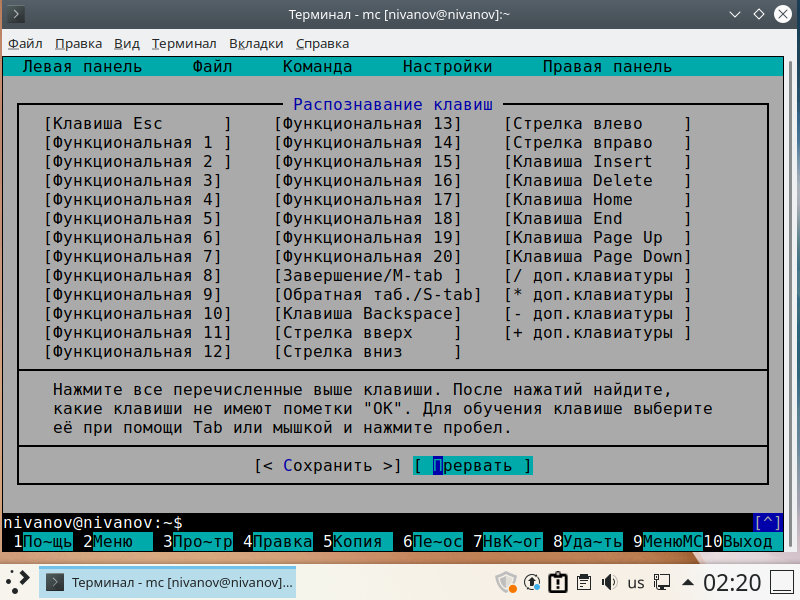 Терминал - mc [nivanov@nivanov]:~
Файл Правка Вид Терминал Вкладки Справка
Левая панель Файл Команда Настройки Правая панель
Распознавание клавиш
[Клавиша Esc ] [Функциональная 13] [Стрелка влево ]
[Функциональная 1 ] [Функциональная 14] [Стрелка вправо ]
[Функциональная 2 ] [Функциональная 15] [Клавиша Insert ]
[Функциональная 3] [Функциональная 16] [Клавиша Delete ]
[Функциональная 4] [Функциональная 17] [Клавиша Home ]
[Функциональная 5] [Функциональная 18] [Клавиша End ]
[Функциональная 6] [Функциональная 19] [Клавиша Page Up ]
[Функциональная 7] [Функциональная 20] [Клавиша Page Down]
[Функциональная 8] [Завершение/M-tab ] [/ доп.клавиатуры ]
[Функциональная 9] [Обратная таб./S-tab] [* доп.клавиатуры ]
[Функциональная 10] [Клавиша Backspace] [- доп.клавиатуры ]
[Функциональная 11] [Стрелка вверх ] [+ доп.клавиатуры ]
[Функциональная 12] [Стрелка вниз ]
Нажмите все перечисленные выше клавиши. После нажатий найдите,
какие клавиши не имеют пометки "OK". Для обучения клавише выберите
её при помощи Tab или мышкой и нажмите пробел.
[< Сохранить >] [ Прервать ]
nivanov@nivanov:~$ [^]
1По~щь 2Меню 3Про~тр 4Правка 5Копия 6Пе~ос 7НвК~ог 8Уда~ть 9МенюMC 10Выход
Терминал - mc [nivanov@nivanov]... us 02:20